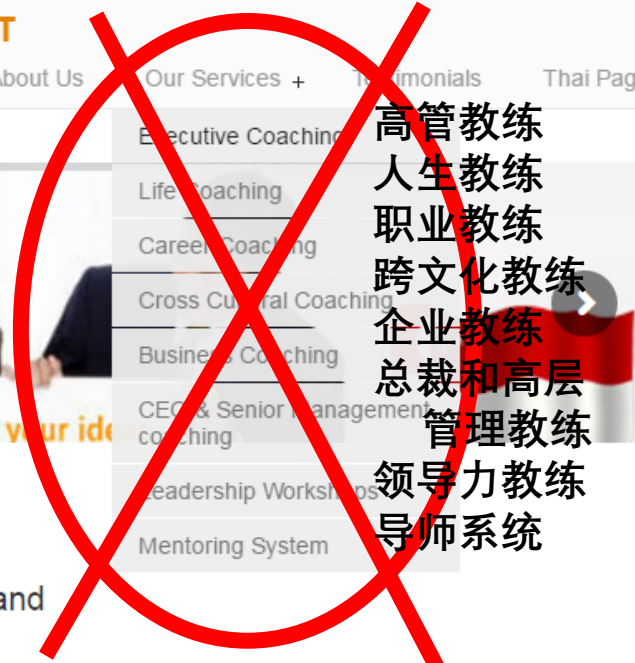 T
About Us Our Services + Testimonials Thai Pag
Executive Coaching 高管教练
Life Coaching 人生教练
Career Coaching 职业教练
Cross Cultural Coaching 跨文化教练
Business Coaching 企业教练
CEO & Senior Management 总裁和高层
coaching 管理教练
Leadership Workshops 领导力教练
Mentoring System 导师系统
your ide
and